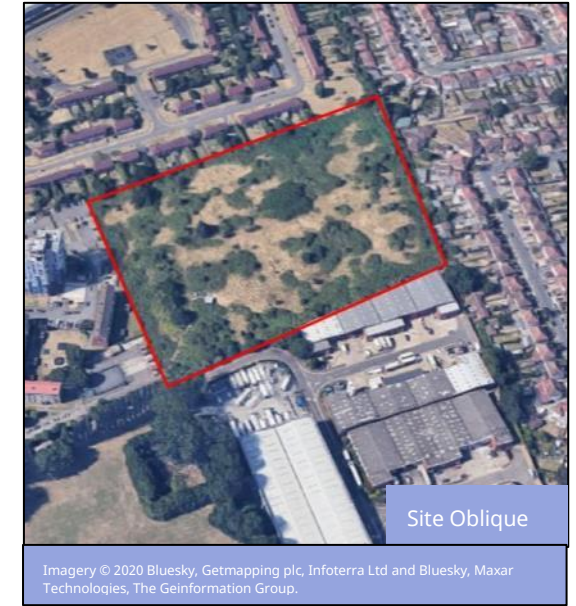 Site Oblique
Imagery © 2020 Bluesky, Getmapping plc, Infoterra Ltd and Bluesky, Maxar
Technologies, The Geinformation Group.